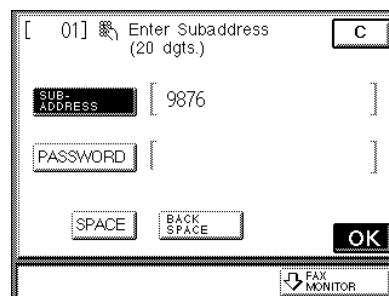 [ 01] Enter Subaddress C
(20 dgts.)
SUB-
ADDRESS [ 9876 ]
PASSWORD [ ]
SPACE BACK
SPACE
OK
FAX
MONITOR